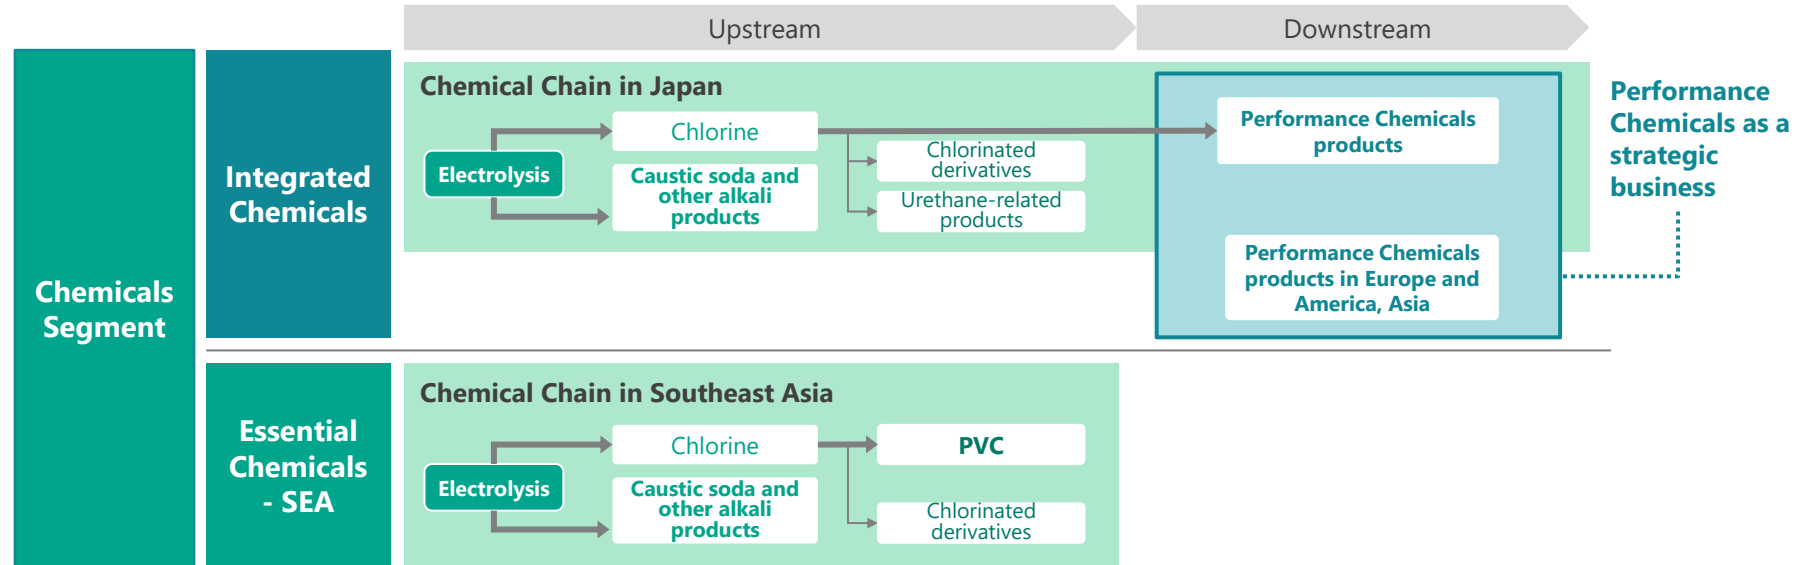 Upstream
Downstream
Chemicals
Segment
Integrated
Chemicals
Chemical Chain in Japan
Electrolysis
Chlorine
Caustic soda and
other alkali
products
Chlorinated
derivatives
Urethane-related
products
Performance Chemicals
products
Performance Chemicals
products in Europe and
America, Asia
Performance
Chemicals as a
strategic
business
Essential
Chemicals
- SEA
Chemical Chain in Southeast Asia
Electrolysis
Chlorine
Caustic soda and
other alkali
products
PVC
Chlorinated
derivatives